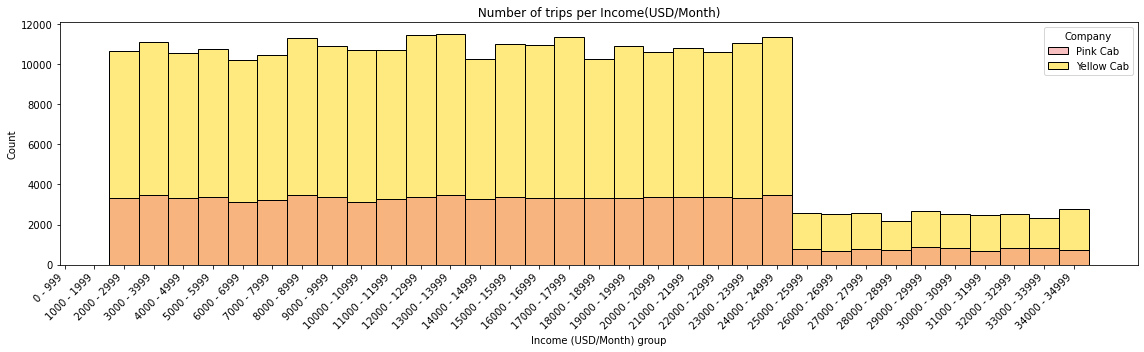 Number of trips per Income(USD/Month)
Company
Pink Cab
Yellow Cab
Count
12000
10000
8000
6000
4000
2000
0
0 - 999
1000 - 1999
2000 - 2999
3000 - 3999
4000 - 4999
5000 - 5999
6000 - 6999
7000 - 7999
8000 - 8999
9000 - 9999
10000 - 10999
11000 - 11999
12000 - 12999
13000 - 13999
14000 - 14999
15000 - 15999
16000 - 16999
17000 - 17999
18000 - 18999
19000 - 19999
20000 - 20999
21000 - 21999
22000 - 22999
23000 - 23999
24000 - 24999
25000 - 25999
26000 - 26999
27000 - 27999
28000 - 28999
29000 - 29999
30000 - 30999
31000 - 31999
32000 - 32999
33000 - 33999
34000 - 34999
Income (USD/Month) group